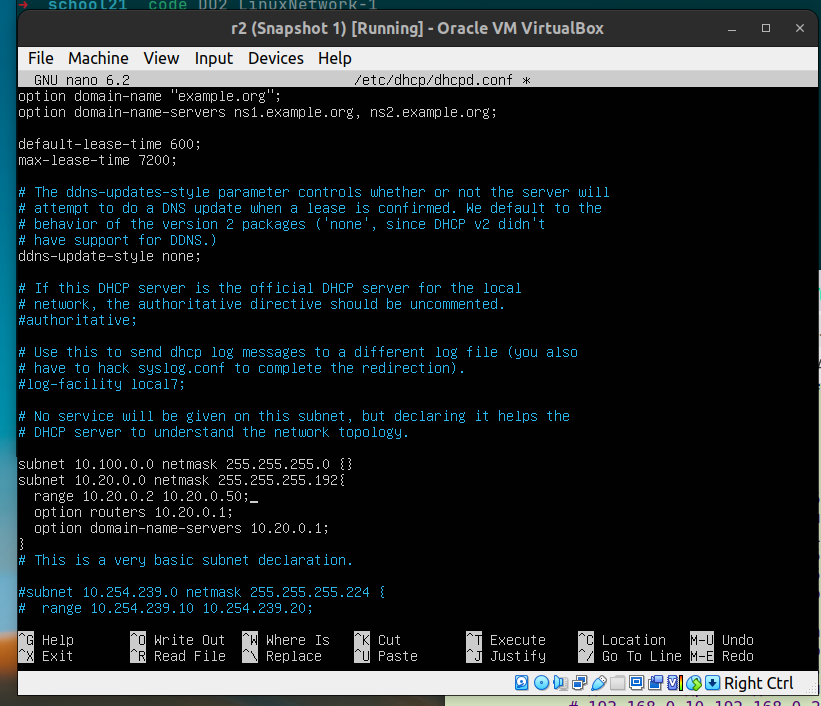 → school21 code DO2_LinuxNetwork-1
r2 (Snapshot 1) [Running] - Oracle VM VirtualBox
File Machine View Input Devices Help
GNU nano 6.2 /etc/dhcp/dhcpd.conf *
option domain-name "example.org";
option domain-name-servers ns1.example.org, ns2.example.org;
default-lease-time 600;
max-lease-time 7200;
# The ddns-updates-style parameter controls whether or not the server will
# attempt to do a DNS update when a lease is confirmed. We default to the
# behavior of the version 2 packages ('none', since DHCP v2 didn't
# have support for DDNS.)
ddns-update-style none;
# If this DHCP server is the official DHCP server for the local
# network, the authoritative directive should be uncommented.
#authoritative;
# Use this to send dhcp log messages to a different log file (you also
# have to hack syslog.conf to complete the redirection).
#log-facility local7;
# No service will be given on this subnet, but declaring it helps the
# DHCP server to understand the network topology.
subnet 10.100.0.0 netmask 255.255.255.0 {}
subnet 10.20.0.0 netmask 255.255.255.192{
range 10.20.0.2 10.20.0.50;_
option routers 10.20.0.1;
option domain-name-servers 10.20.0.1;
}
# This is a very basic subnet declaration.
#subnet 10.254.239.0 netmask 255.255.255.224 {
#  range 10.254.239.10 10.254.239.20;
^G Help ^O Write Out ^W Where Is ^K Cut ^T Execute ^C Location M-U Undo
^X Exit ^R Read File ^\ Replace ^U Paste ^J Justify ^/ Go To Line M-E Redo
Right Ctrl